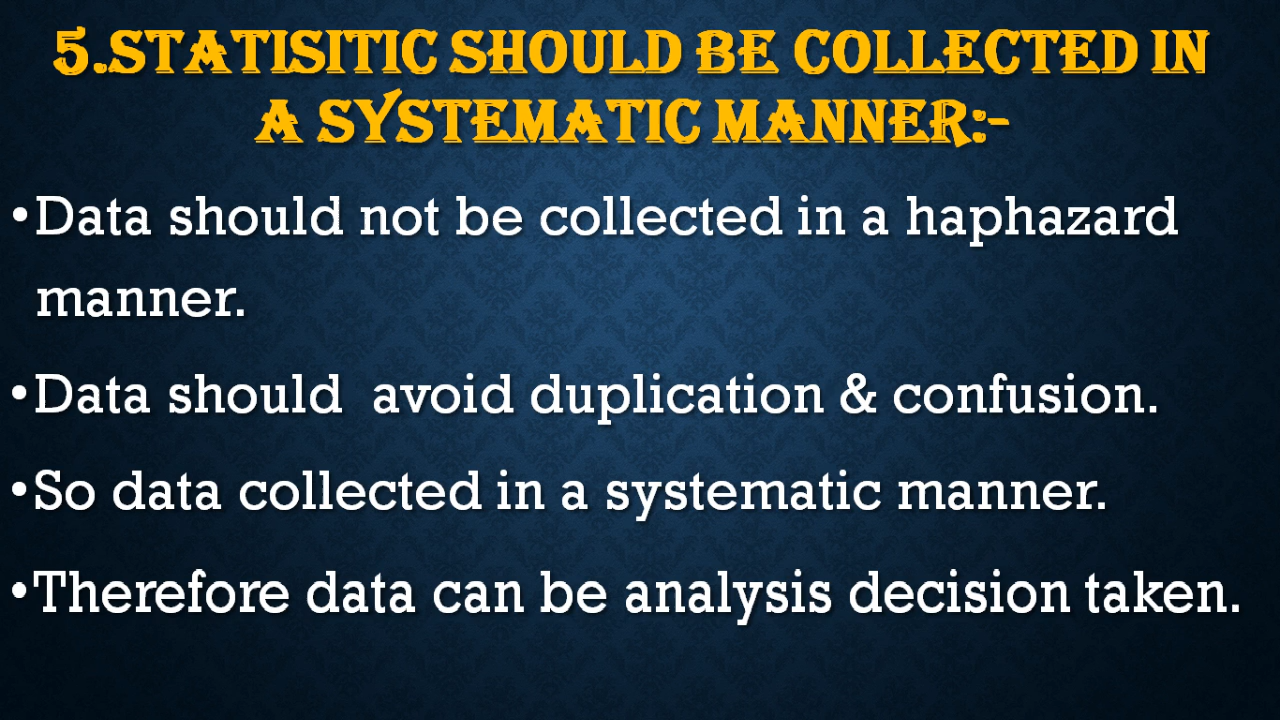 5.STATISITIC SHOULD BE COLLECTED IN
A SYSTEMATIC MANNER:-
•Data should not be collected in a haphazard
manner.
•Data should  avoid duplication & confusion.
•So data collected in a systematic manner.
•Therefore data can be analysis decision taken.